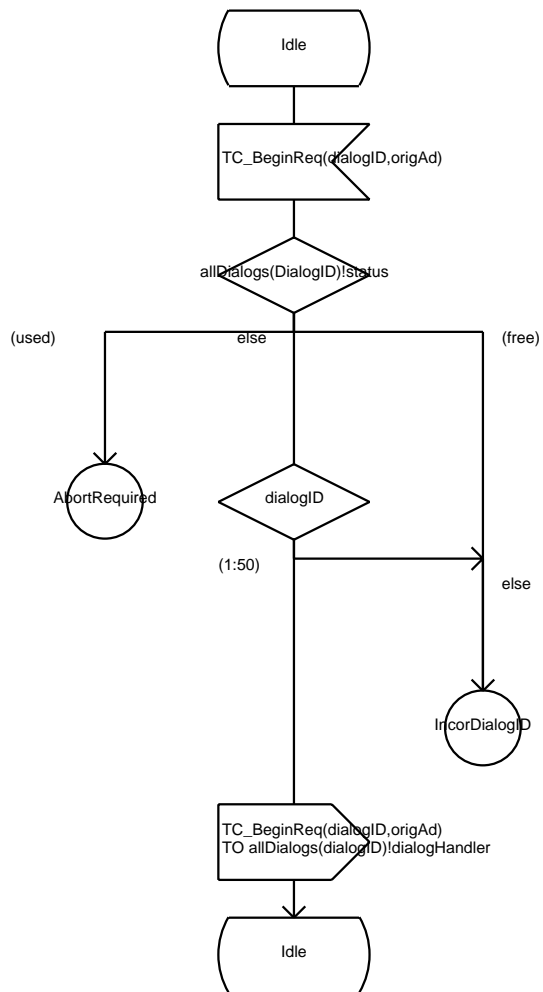 Idle
TC_BeginReq(dialogID,origAd)
allDialogs(DialogID)!status
(used)
else
(free)
AbortRequired
dialogID
(1:50)
else
IncorDialogID
TC_BeginReq(dialogID,origAd)
TO allDialogs(dialogID)!dialogHandler
Idle